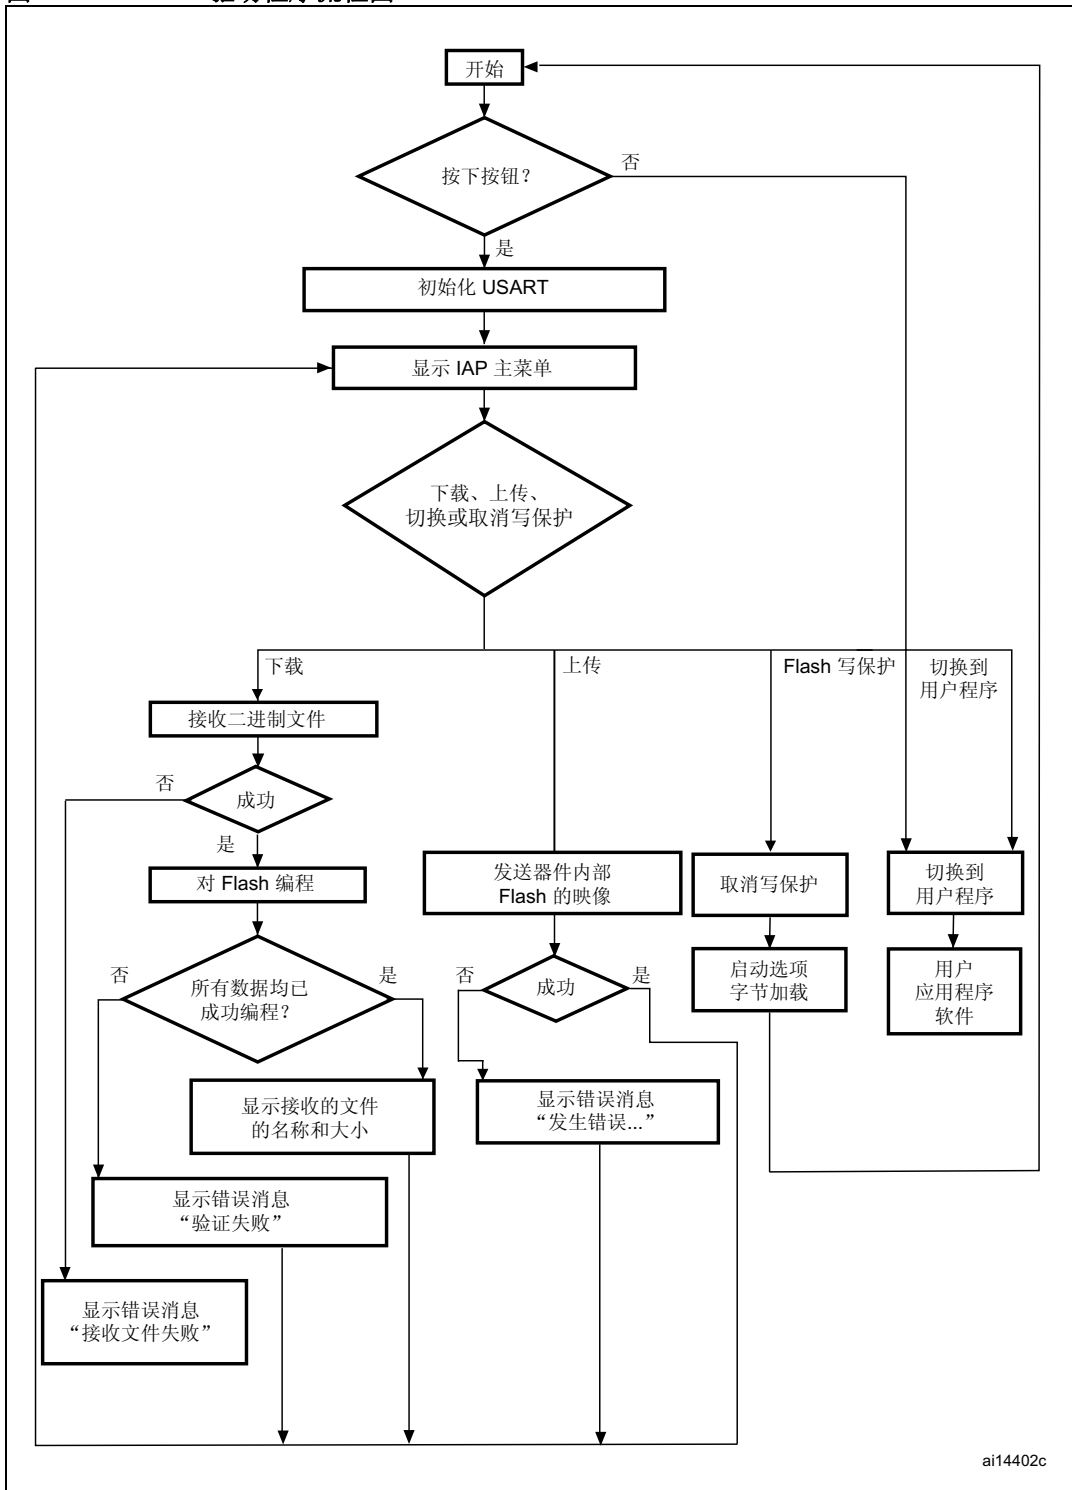 开始
按下按钮？
否
是
初始化 USART
显示 IAP 主菜单
下载、上传、
切换或取消写保护
下载
上传
Flash 写保护
切换到
用户程序
接收二进制文件
否
成功
是
对 Flash 编程
发送器件内部
Flash 的映像
取消写保护
切换到
用户程序
否
所有数据均已
成功编程？
是
否
成功
是
启动选项
字节加载
用户
应用程序
软件
显示接收的文件
的名称和大小
显示错误消息
“发生错误...”
显示错误消息
“验证失败”
显示错误消息
“接收文件失败”
ai14402c